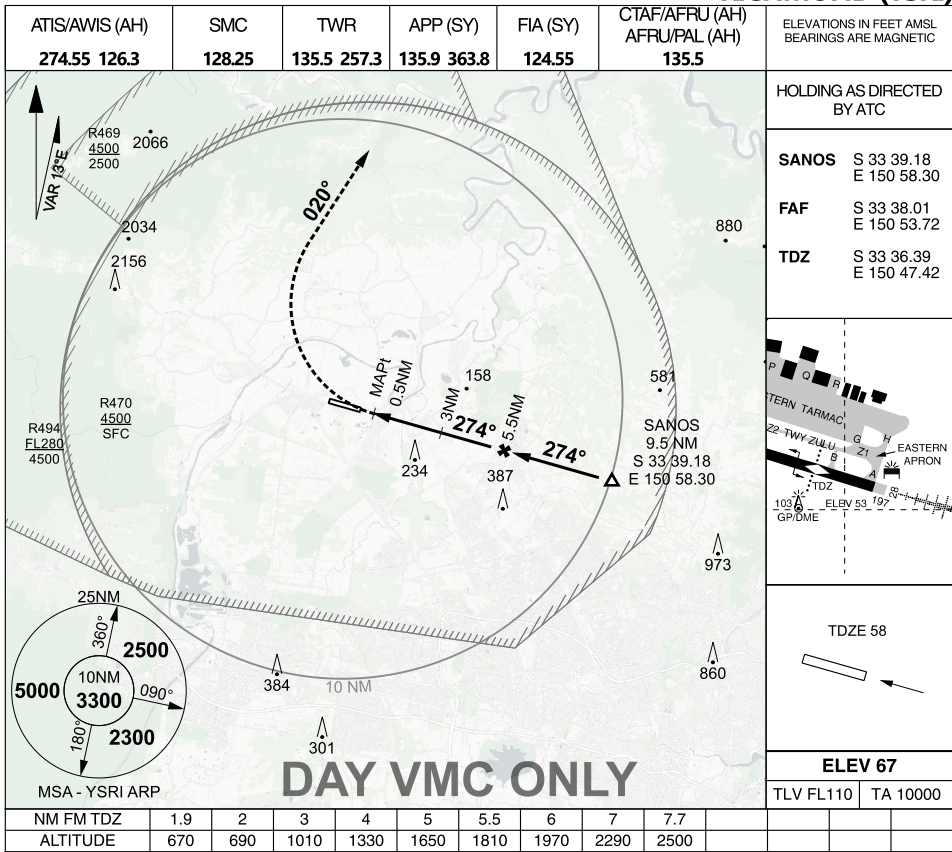 ATIS/AWIS (AH)
274.55 126.3
SMC
128.25
TWR
135.5 257.3
APP (SY)
135.9 363.8
FIA (SY)
124.55
CTAF/AFRU (AH)
AFRU/PAL (AH)
135.5
ELEVATIONS IN FEET AMSL
BEARINGS ARE MAGNETIC
HOLDING AS DIRECTED
BY ATC
SANOS S 33 39.18
E 150 58.30
FAF S 33 38.01
E 150 53.72
TDZ S 33 36.39
E 150 47.42
VAR 13°E
R469
4500
2500
2066
2034
2156
020°
880
R494
FL280
4500
R470
4500
SFC
MAPt
0.5NM
158
3NM
274°
5.5NM
274°
581
SANOS
9.5 NM
S 33 39.18
E 150 58.30
234
387
973
860
384
10 NM
301
25NM
360°
2500
5000
10NM
3300
090°
180°
2300
MSA - YSRI ARP
DAY VMC ONLY
P
Q
R
TERN TARMAC
Z2 TWY ZULU
G
H
Z1
B
A
EASTERN
APRON
TDZ
103
ELEV 53
197
28
GP/DME
TDZE 58
ELEV 67
TLV FL110 TA 10000
NM FM TDZ 1.9 2 3 4 5 5.5 6 7 7.7
ALTITUDE 670 690 1010 1330 1650 1810 1970 2290 2500